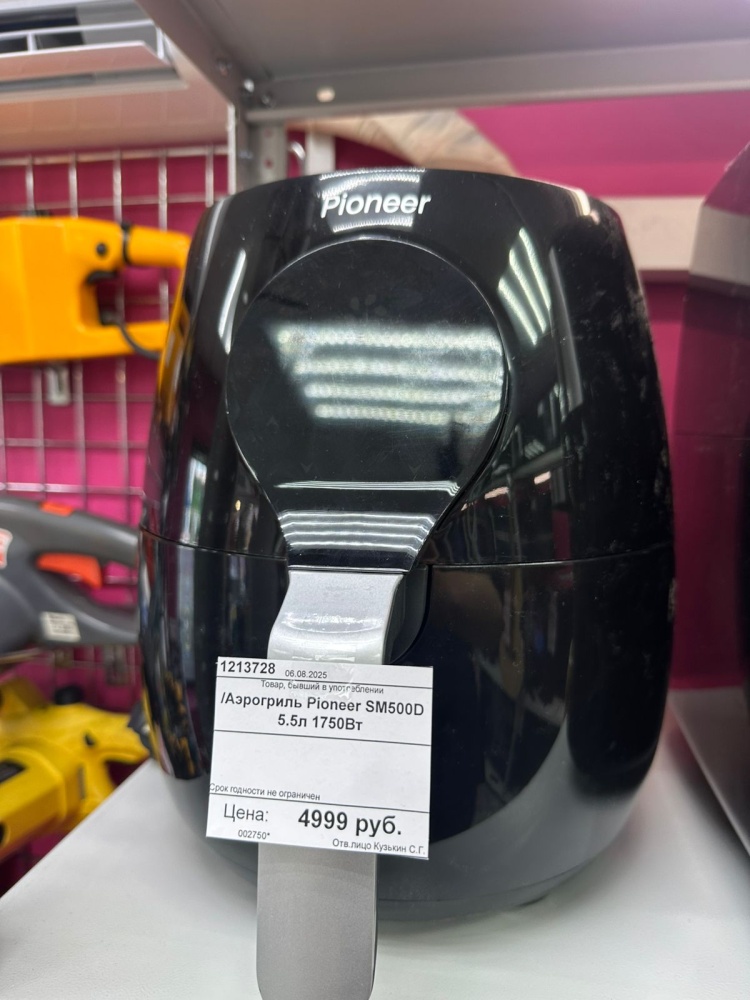 Pioneer
1213728 06.08.2025
Товар, бывший в употреблении
/Аэрогриль Pioneer SM500D
5.5л 1750Вт
Срок годности не ограничен
Цена: 4999 руб.
002750*
Отв.лицо Кузькин С.Г.